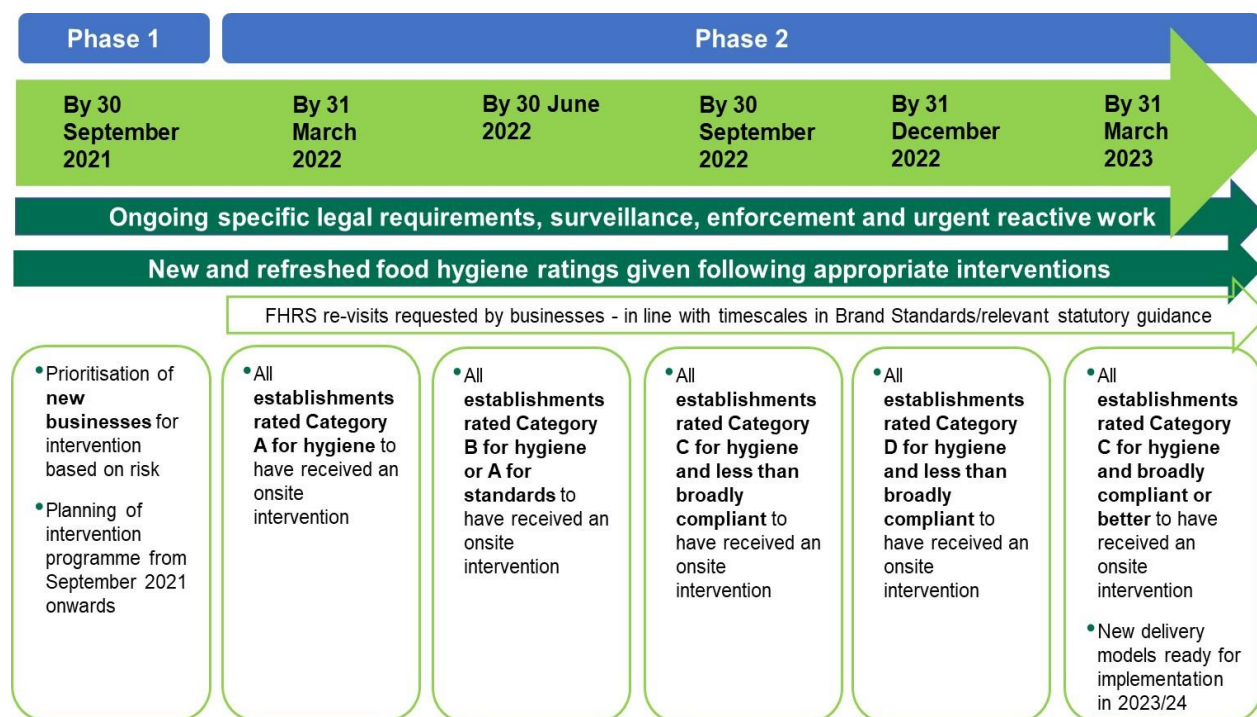 Phase 1
Phase 2
By 30
September
2021
By 31
March
2022
By 30 June
2022
By 30
September
2022
By 31
December
2022
By 31
March
2023
Ongoing specific legal requirements, surveillance, enforcement and urgent reactive work
New and refreshed food hygiene ratings given following appropriate interventions
FHRS re-visits requested by businesses - in line with timescales in Brand Standards/relevant statutory guidance
•Prioritisation of
new
businesses for
intervention
based on risk
•Planning of
intervention
programme from
September 2021
onwards
•All
establishments
rated Category
A for hygiene to
have received an
onsite
intervention
•All
establishments
rated Category
B for hygiene
or A for
standards to
have received an
onsite
intervention
•All
establishments
rated Category
C for hygiene
and less than
broadly
compliant to
have received an
onsite
intervention
•All
establishments
rated Category
D for hygiene
and less than
broadly
compliant to
have received an
onsite
intervention
•All
establishments
rated Category
C for hygiene
and broadly
compliant or
better to have
received an
onsite
intervention
•New delivery
models ready for
implementation
in 2023/24